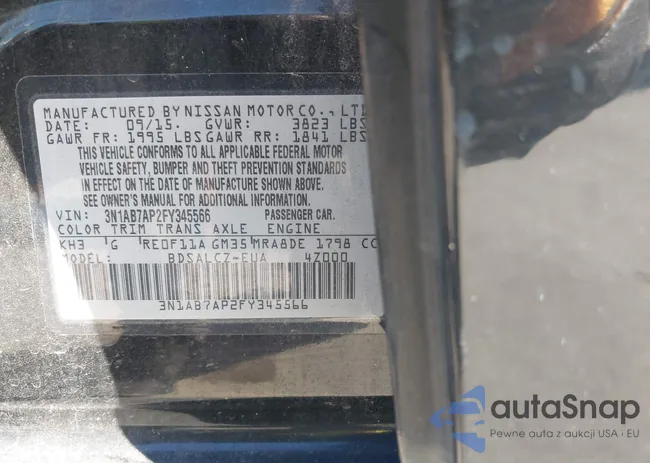 MANUFACTURED BY NISSAN MOTOR CO., LTD
DATE: 09/15. GVWR: 3823 LBS
GAWR FR: 1995 LBS GAWR RR: 1841 LBS
THIS VEHICLE CONFORMS TO ALL APPLICABLE FEDERAL MOTOR
VEHICLE SAFETY, BUMPER AND THEFT PREVENTION STANDARDS
IN EFFECT ON THE DATE OF MANUFACTURE SHOWN ABOVE.
SEE OWNER'S MANUAL FOR ADDITIONAL INFORMATION.
VIN: 3N1AB7AP2FY345566 PASSENGER CAR.
COLOR TRIM TRANS AXLE ENGINE
KH3 G RE0F11A GM35 MRA8DE 1798 CC
BDSALCZ-EUA 4Z000
3N1AB7AP2FY345566
autoSnap
Pewne auta z aukcji USA i EU